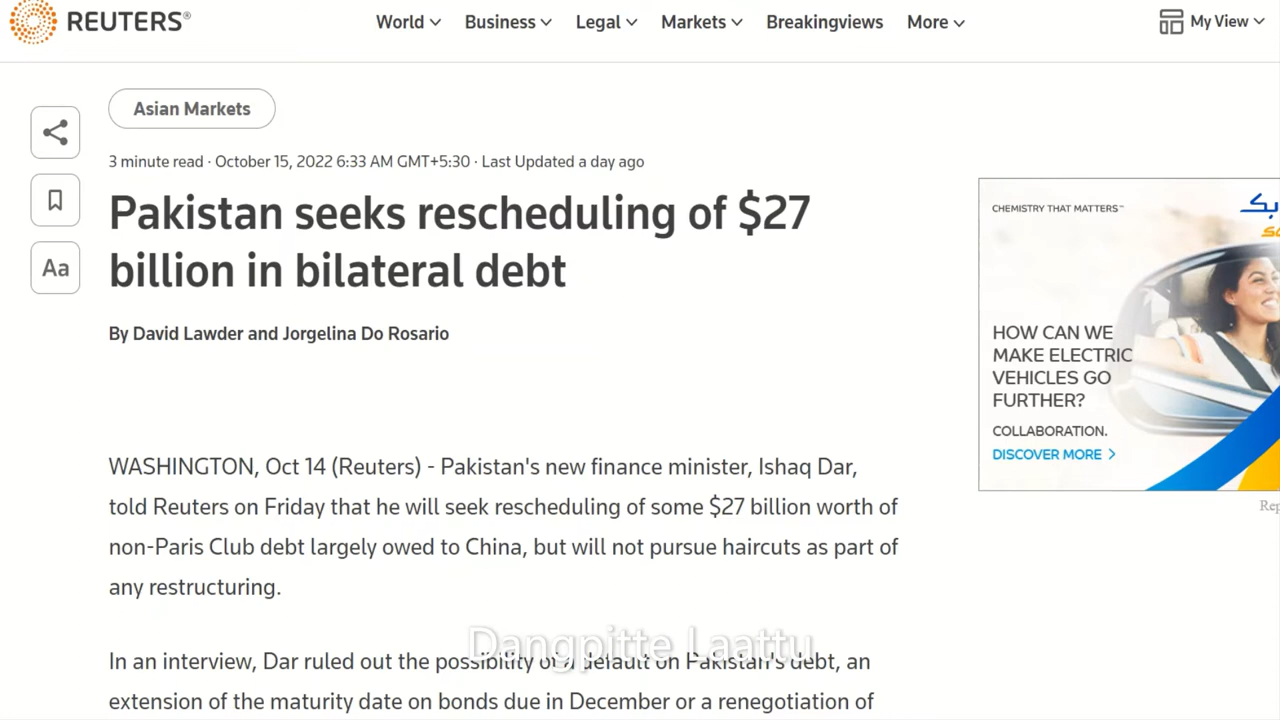 REUTERS®
World
Business
Legal
Markets
Breakingviews
More
My View
Asian Markets
3 minute read · October 15, 2022 6:33 AM GMT+5:30 · Last Updated a day ago
Pakistan seeks rescheduling of $27
billion in bilateral debt
By David Lawder and Jorgelina Do Rosario
Aa
CHEMISTRY THAT MATTERS™
HOW CAN WE
MAKE ELECTRIC
VEHICLES GO
FURTHER?
COLLABORATION.
DISCOVER MORE >
WASHINGTON, Oct 14 (Reuters) - Pakistan's new finance minister, Ishaq Dar,
told Reuters on Friday that he will seek rescheduling of some $27 billion worth of
non-Paris Club debt largely owed to China, but will not pursue haircuts as part of
any restructuring.
Dangpitte Laattu
In an interview, Dar ruled out the possibility of a default on Pakistan's debt, an
extension of the maturity date on bonds due in December or a renegotiation of